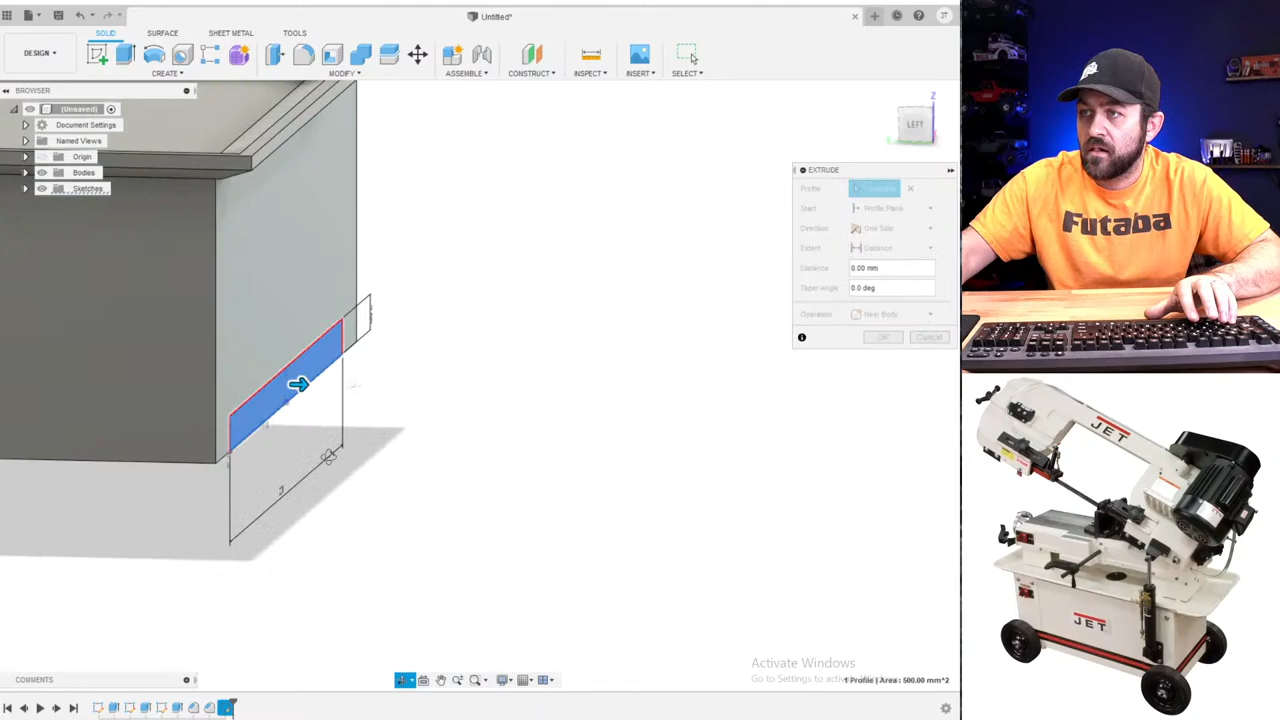 Untitled*
JT
DESIGN
SOLID
SURFACE
SHEET METAL
TOOLS
CREATE
MODIFY
ASSEMBLE
CONSTRUCT
INSPECT
INSERT
SELECT
BROWSER
(Unsaved)
Document Settings
Named Views
Origin
Bodies
Sketches
Z
LEFT
EXTRUDE
Profile
Start
Profile Plane
Direction
One Side
Extent
Distance
Distance
0.00 mm
Taper Angle
0.0 deg
Operation
New Body
OK
Cancel
Activate Windows
Go to Settings to
1 Profile | Area : 500.00 mm^2
COMMENTS
Futaba
JET
JET